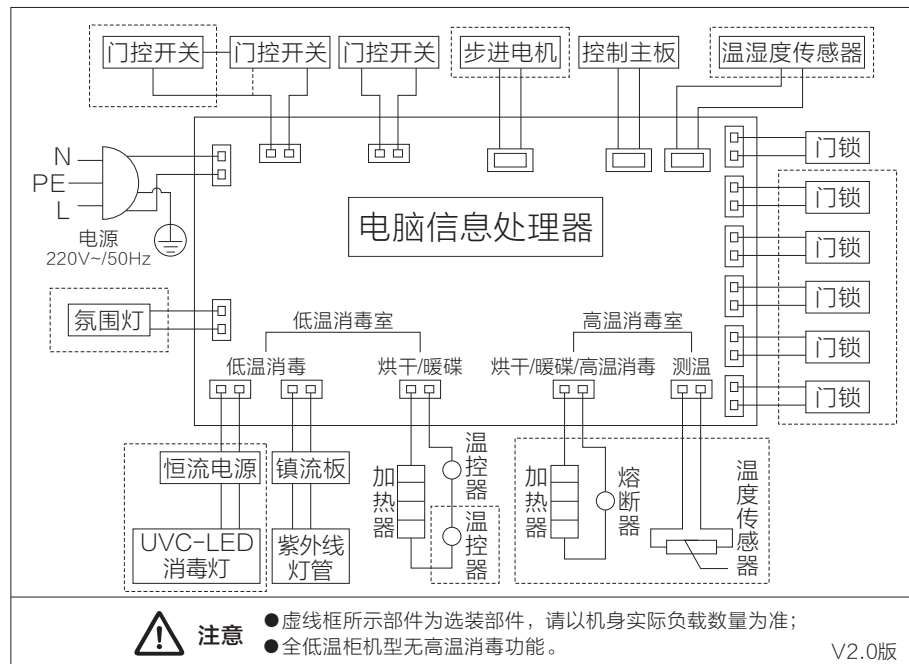 门控开关
门控开关
门控开关
步进电机
控制主板
温湿度传感器
N
PE
L
电源
220V~/50Hz
电脑信息处理器
门锁
门锁
门锁
门锁
门锁
门锁
氛围灯
低温消毒室
高温消毒室
低温消毒
烘干/暖碟
烘干/暖碟/高温消毒
测温
恒流电源
镇流板
加热器
温控器
温控器
加热器
熔断器
温度传感器
UVC-LED
消毒灯
紫外线
灯管
注意
●虚线框所示部件为选装部件，请以机身实际负载数量为准；
●全低温柜机型无高温消毒功能。
V2.0版